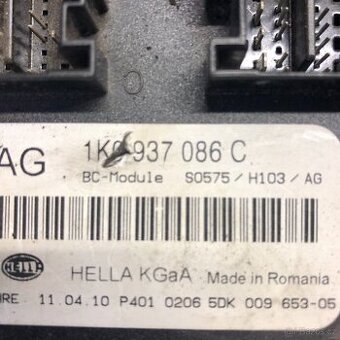 AG 1K0 937 086 C
BC-Module S0575 / H103 / AG
HELLA
HELLA KGaA Made in Romania
11.04.10 P401 0206 5DK 009 653-05